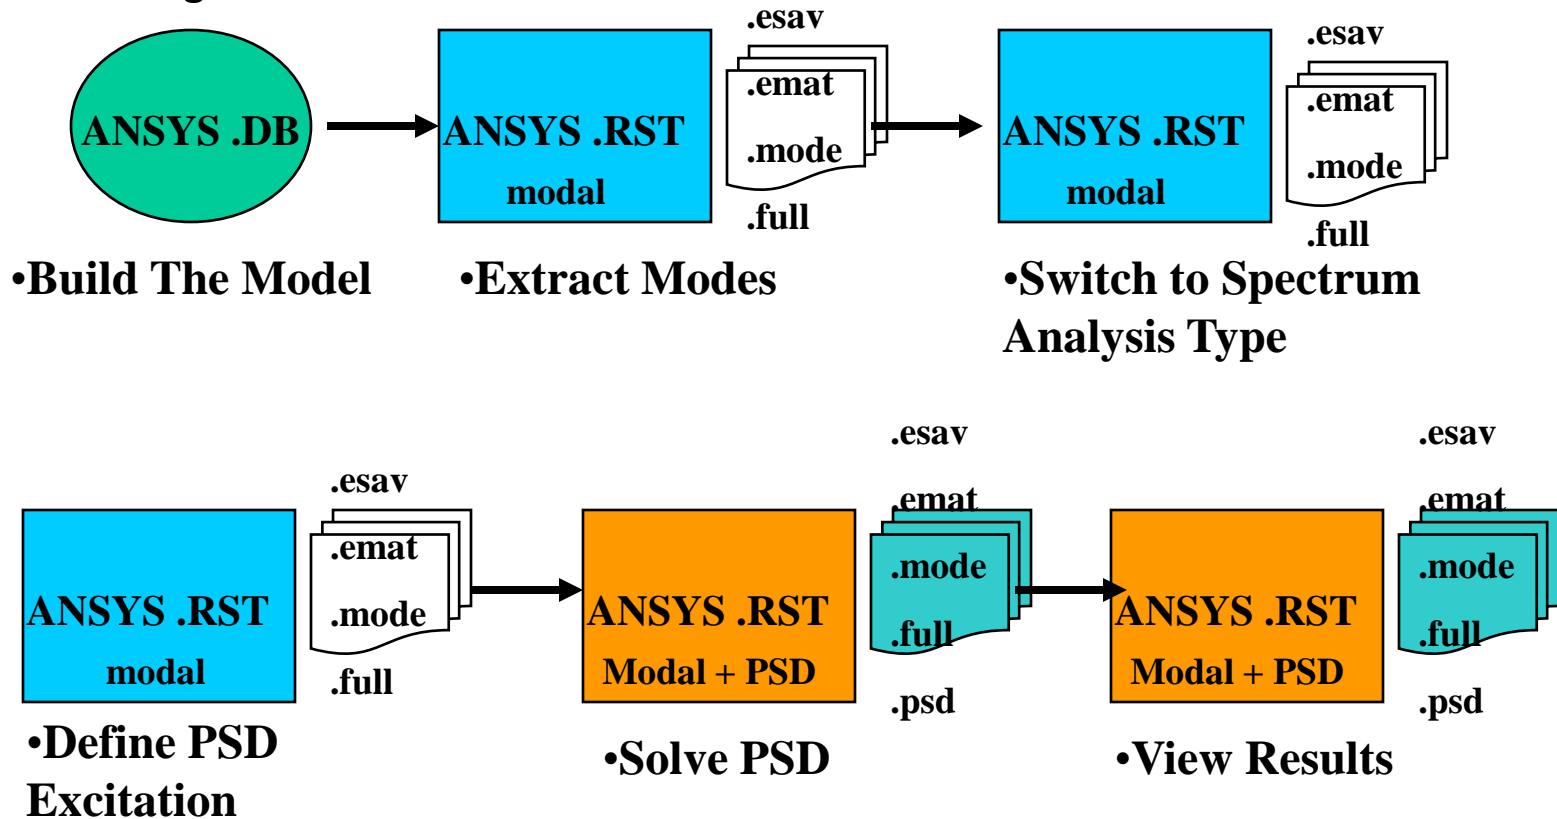 .esav
.esav
ANSYS .DB
ANSYS .RST
modal
.emat
.mode
.full
ANSYS .RST
modal
.emat
.mode
.full
•Build The Model
•Extract Modes
•Switch to Spectrum
Analysis Type
ANSYS .RST
modal
.esav
.emat
.mode
.full
ANSYS .RST
Modal + PSD
.esav
.emat
.mode
.full
.psd
ANSYS .RST
Modal + PSD
.esav
.emat
.mode
.full
.psd
•Define PSD
Excitation
•Solve PSD
•View Results